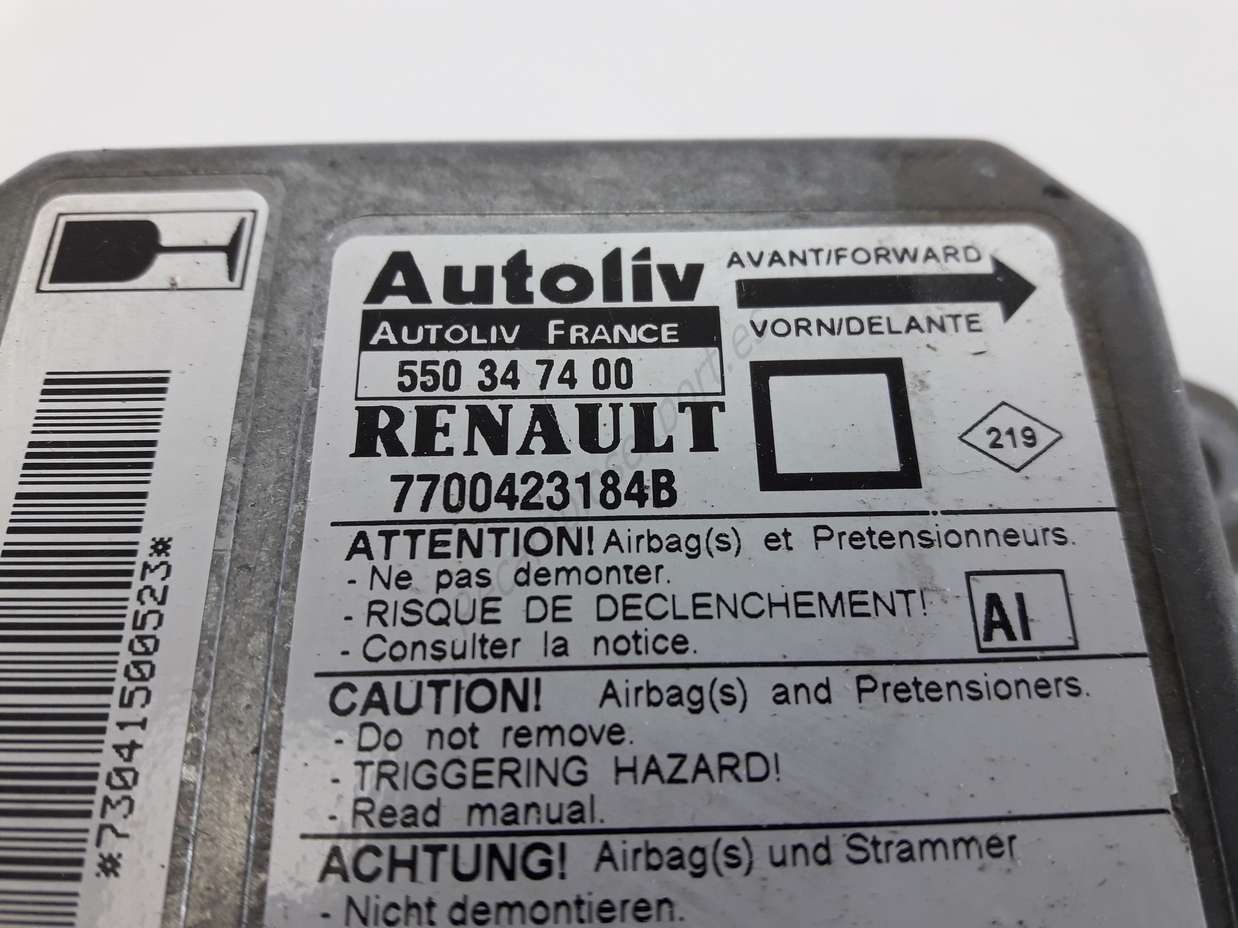 Autoliv
AUTOLIV FRANCE
550 34 74 00
RENAULT
7700423184B
AVANT/FORWARD
VORN/DELANTE
219
ATTENTION! Airbag(s) et Pretensionneurs.
- Ne pas demonter.
- RISQUE DE DECLENCHEMENT!
- Consulter la notice.
AI
CAUTION! Airbag(s) and Pretensioners.
- Do not remove.
- TRIGGERING HAZARD!
- Read manual.
ACHTUNG! Airbag(s) und Strammer
- Nicht demontieren.
*7304150523*